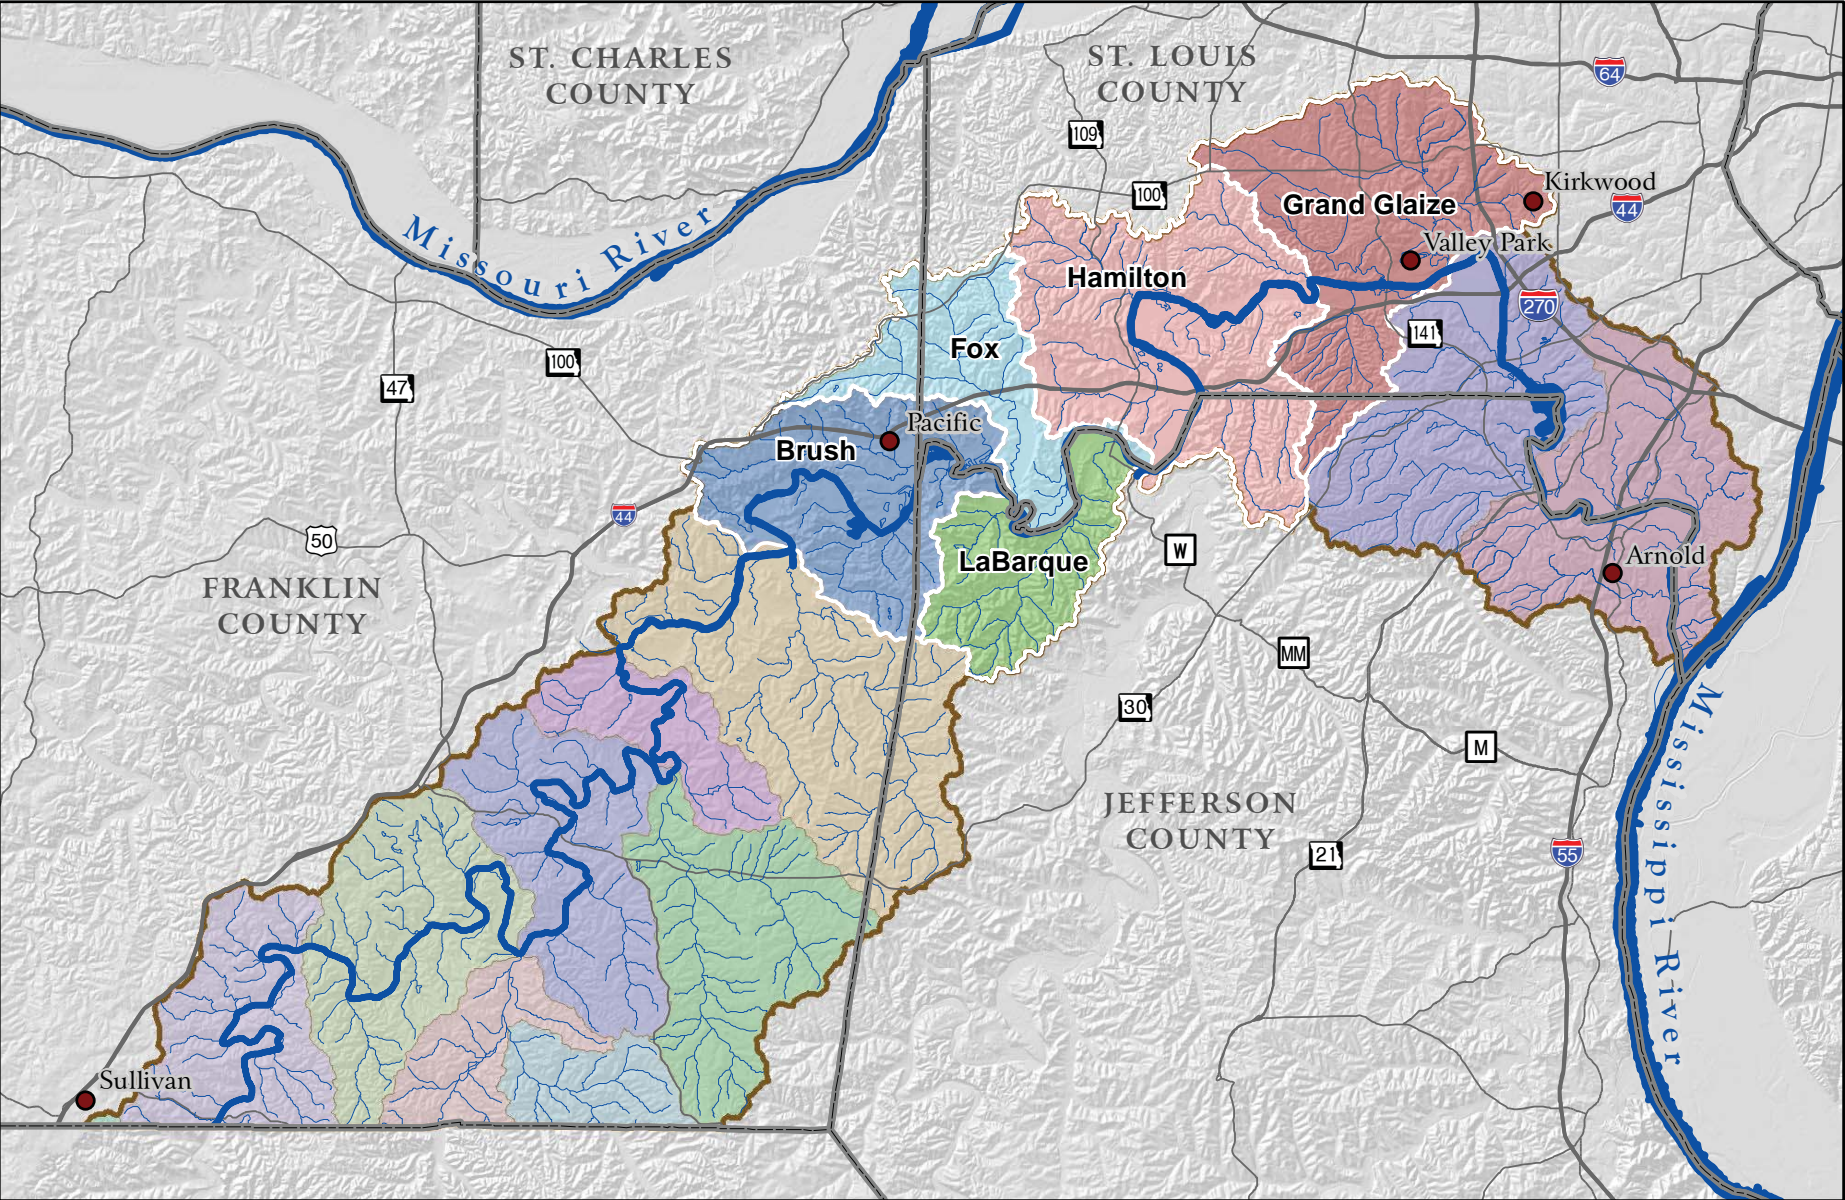 ST. CHARLES
COUNTY
ST. LOUIS
COUNTY
64
109
100
Kirkwood
44
Grand Glaize
Valley Park
Missouri River
Hamilton
270
141
Fox
100
47
Pacific
Brush
44
50
W
LaBarque
Arnold
FRANKLIN
COUNTY
MM
30
M
Mississippi River
JEFFERSON
COUNTY
21
55
Sullivan